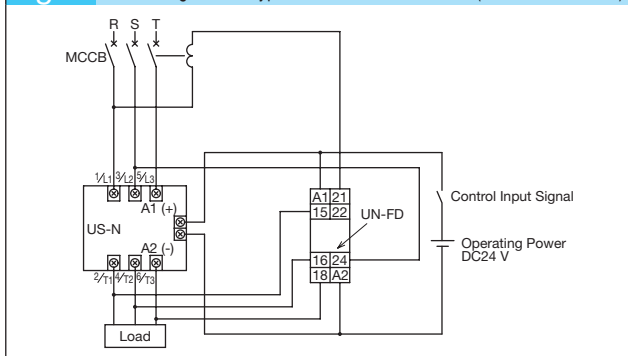 R S T
MCCB
1/L1 3/L2 5/L3
A1 (+)
US-N
A2 (-)
2/T1 4/T2 6/T3
Load
A1 21
15 22
UN-FD
16 24
18 A2
Control Input Signal
Operating Power
DC24 V